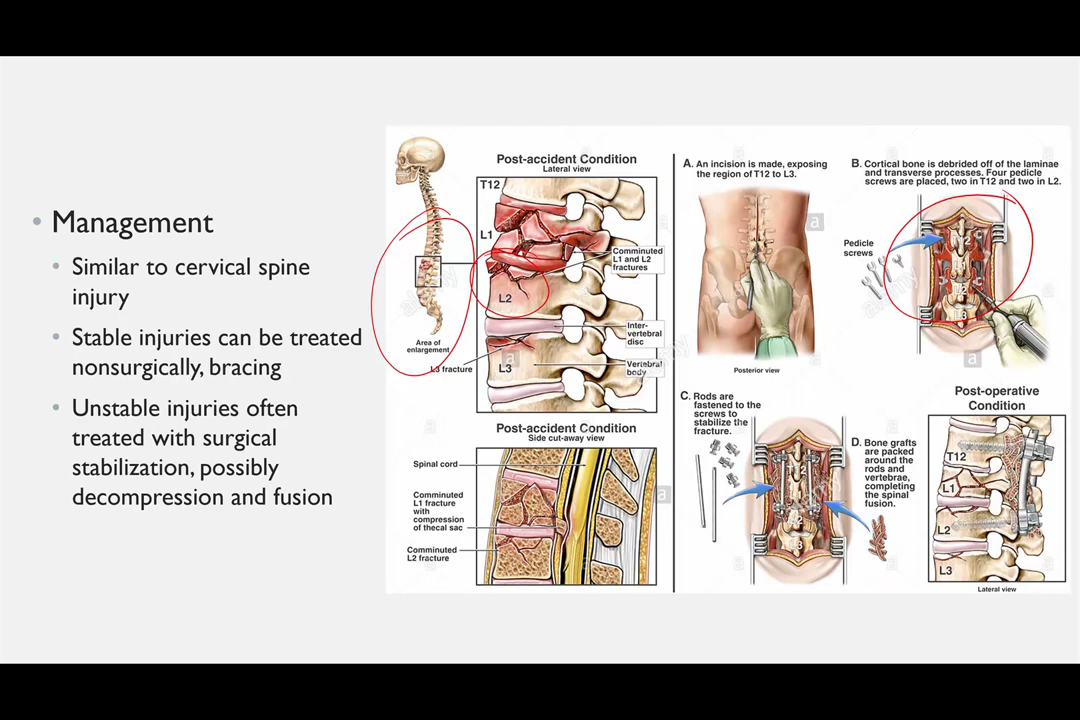 Management
Similar to cervical spine
injury
Stable injuries can be treated
nonsurgically, bracing
Unstable injuries often
treated with surgical
stabilization, possibly
decompression and fusion
Post-accident Condition
Lateral view
T12
L1
L2
L3
Comminuted
L1 and L2
fractures
Inter-
vertebral
disc
Vertebral
body
Area of
enlargement
L3 fracture
Post-accident Condition
Side cut-away view
Spinal cord
Comminuted
L1 fracture
with
compression
of thecal sac
Comminuted
L2 fracture
A. An incision is made, exposing
the region of T12 to L3.
Posterior view
B. Cortical bone is debrided off of the laminae
and transverse processes. Four pedicle
screws are placed, two in T12 and two in L2.
Pedicle
screws
L3
C. Rods are
fastened to the
screws to
stabilize the
fracture.
D. Bone grafts
are packed
around the
rods and
vertebrae,
completing
the spinal
fusion.
Post-operative
Condition
T12
L1
L2
L3
Lateral view